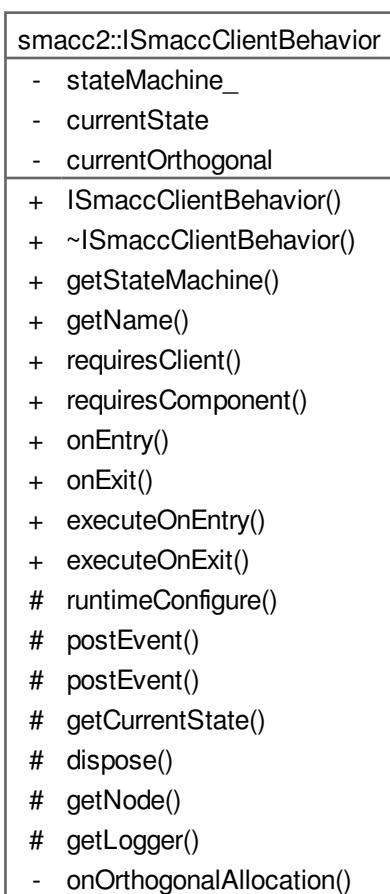 smacc2::ISmaccClientBehavior
- stateMachine_
- currentState
- currentOrthogonal
+ ISmaccClientBehavior()
+ ~ISmaccClientBehavior()
+ getStateMachine()
+ getName()
+ requiresClient()
+ requiresComponent()
+ onEntry()
+ onExit()
+ executeOnEntry()
+ executeOnExit()
# runtimeConfigure()
# postEvent()
# postEvent()
# getCurrentState()
# dispose()
# getNode()
# getLogger()
- onOrthogonalAllocation()